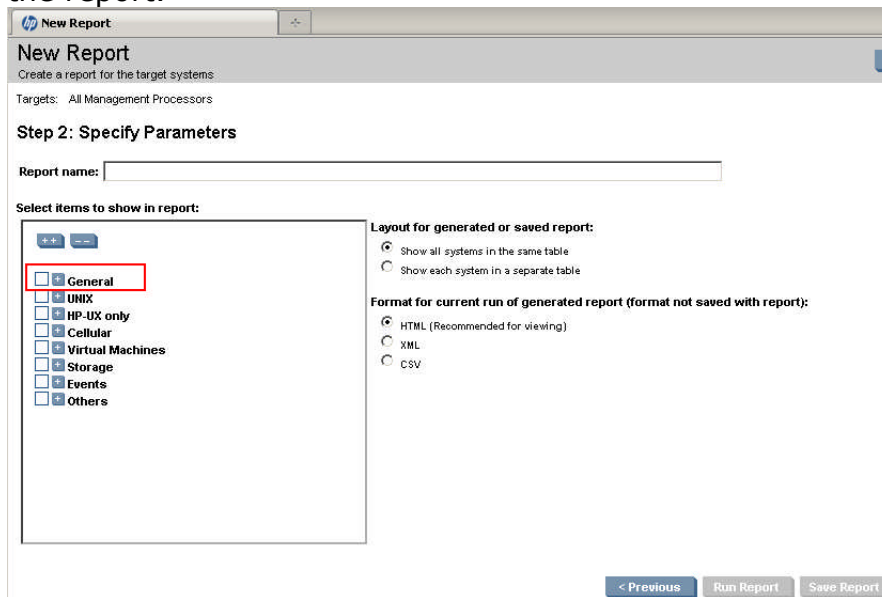 the report.
hp New Report
New Report
Create a report for the target systems
Targets: All Management Processors
Step 2: Specify Parameters
Report name:
Select items to show in report:
++ --
General
UNIX
HP-UX only
Cellular
Virtual Machines
Storage
Events
Others
Layout for generated or saved report:
Show all systems in the same table
Show each system in a separate table
Format for current run of generated report (format not saved with report):
HTML (Recommended for viewing)
XML
CSV
< Previous Run Report Save Report